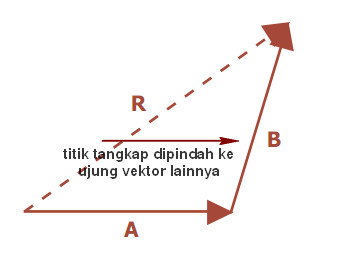 R
B
titik tangkap dipindah ke
ujung vektor lainnya
A